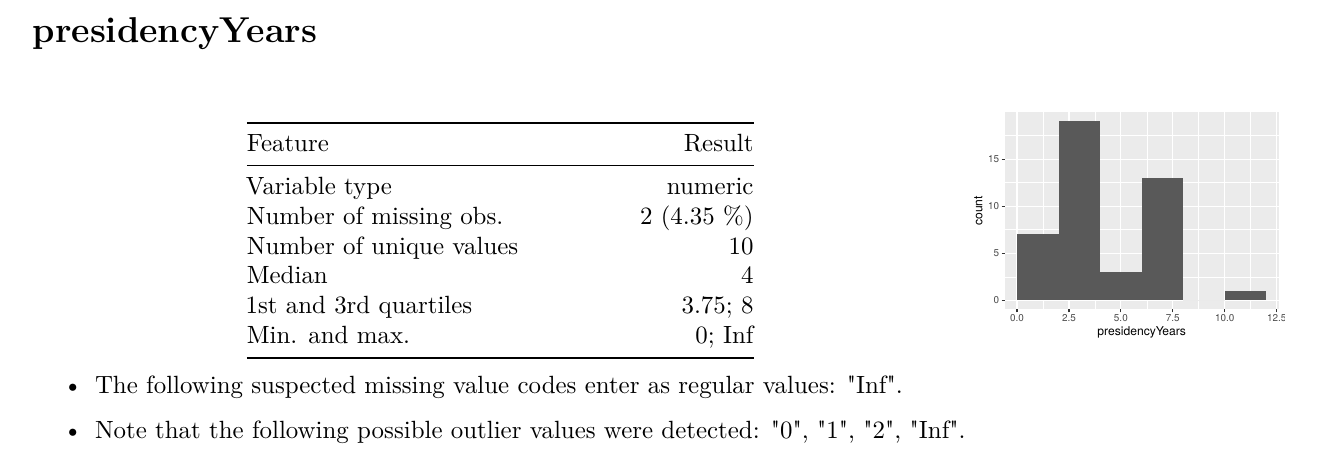 presidencyYears
Feature Result
Variable type numeric
Number of missing obs. 2 (4.35 %)
Number of unique values 10
Median 4
1st and 3rd quartiles 3.75; 8
Min. and max. 0; Inf
15
10
5
0
count
0.0 2.5 5.0 7.5 10.0 12.5
presidencyYears
• The following suspected missing value codes enter as regular values: "Inf".
• Note that the following possible outlier values were detected: "0", "1", "2", "Inf".